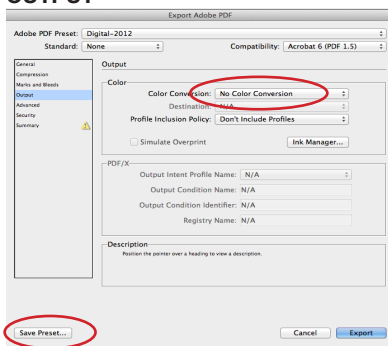 OUTPUT
Export Adobe PDF
Adobe PDF Preset: Digital-2012
Standard: None Compatibility: Acrobat 6 (PDF 1.5)
General
Compression
Marks and Bleeds
Output
Advanced
Security
Summary
Output
Color
Color Conversion: No Color Conversion
Destination: N/A
Profile Inclusion Policy: Don't Include Profiles
Simulate Overprint Ink Manager...
PDF/X
Output Intent Profile Name: N/A
Output Condition Name: N/A
Output Condition Identifier: N/A
Registry Name: N/A
Description
Position the pointer over a heading to view a description.
Save Preset... Cancel Export